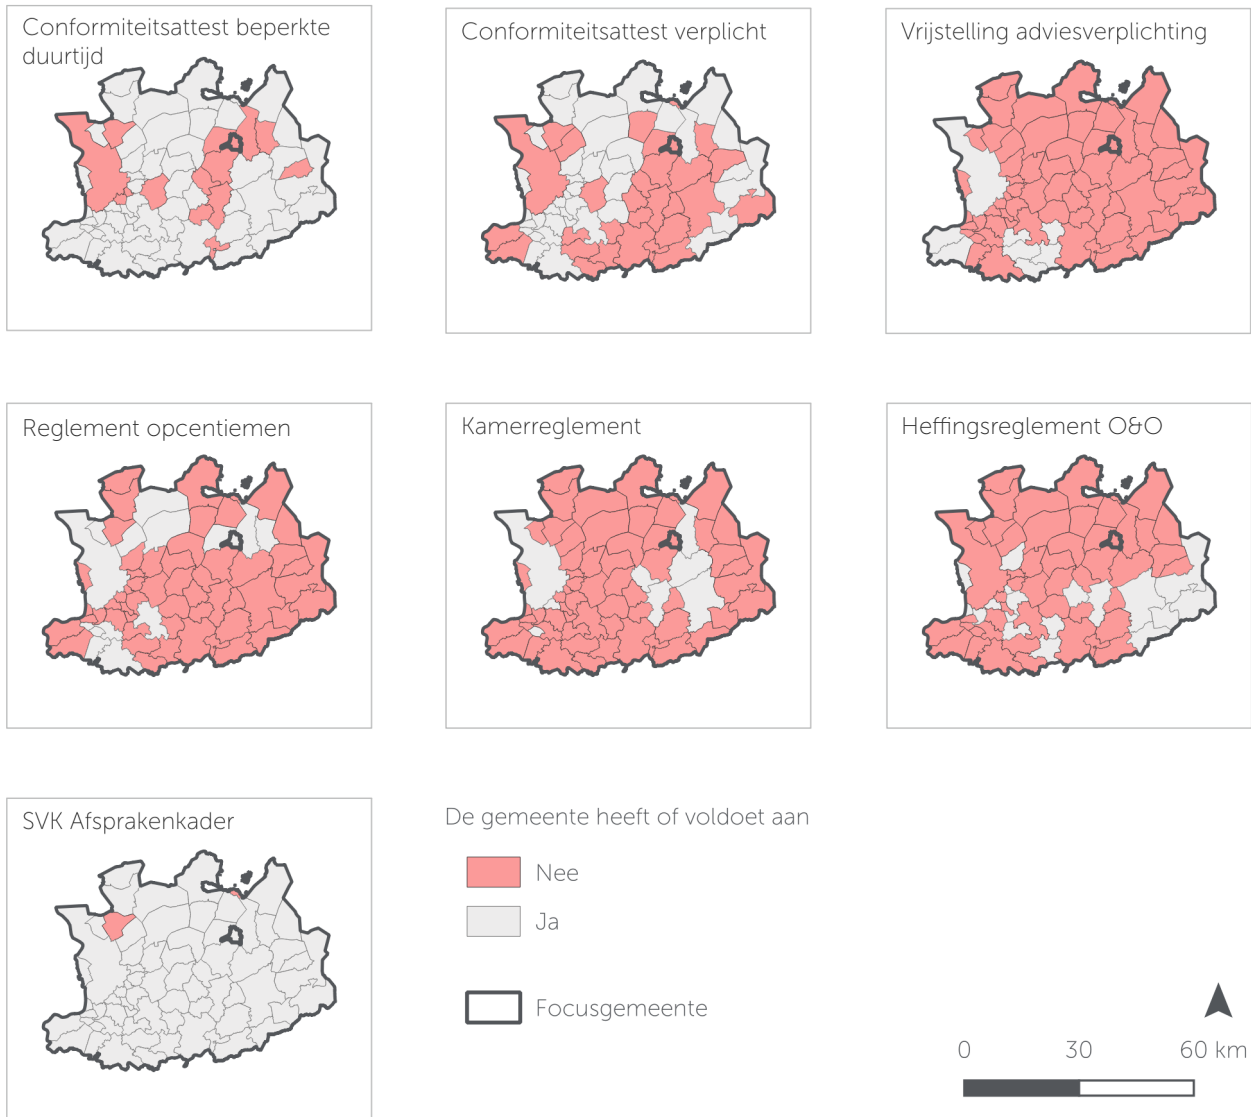 Conformiteitsattest beperkte
duurtijd
Conformiteitsattest verplicht
Vrijstelling adviesverplichting
Reglement opcentiemen
Kamerreglement
Heffingsreglement O&O
SVK Afsprakenkader
De gemeente heeft of voldoet aan
Nee
Ja
Focusgemeente
0 30 60 km